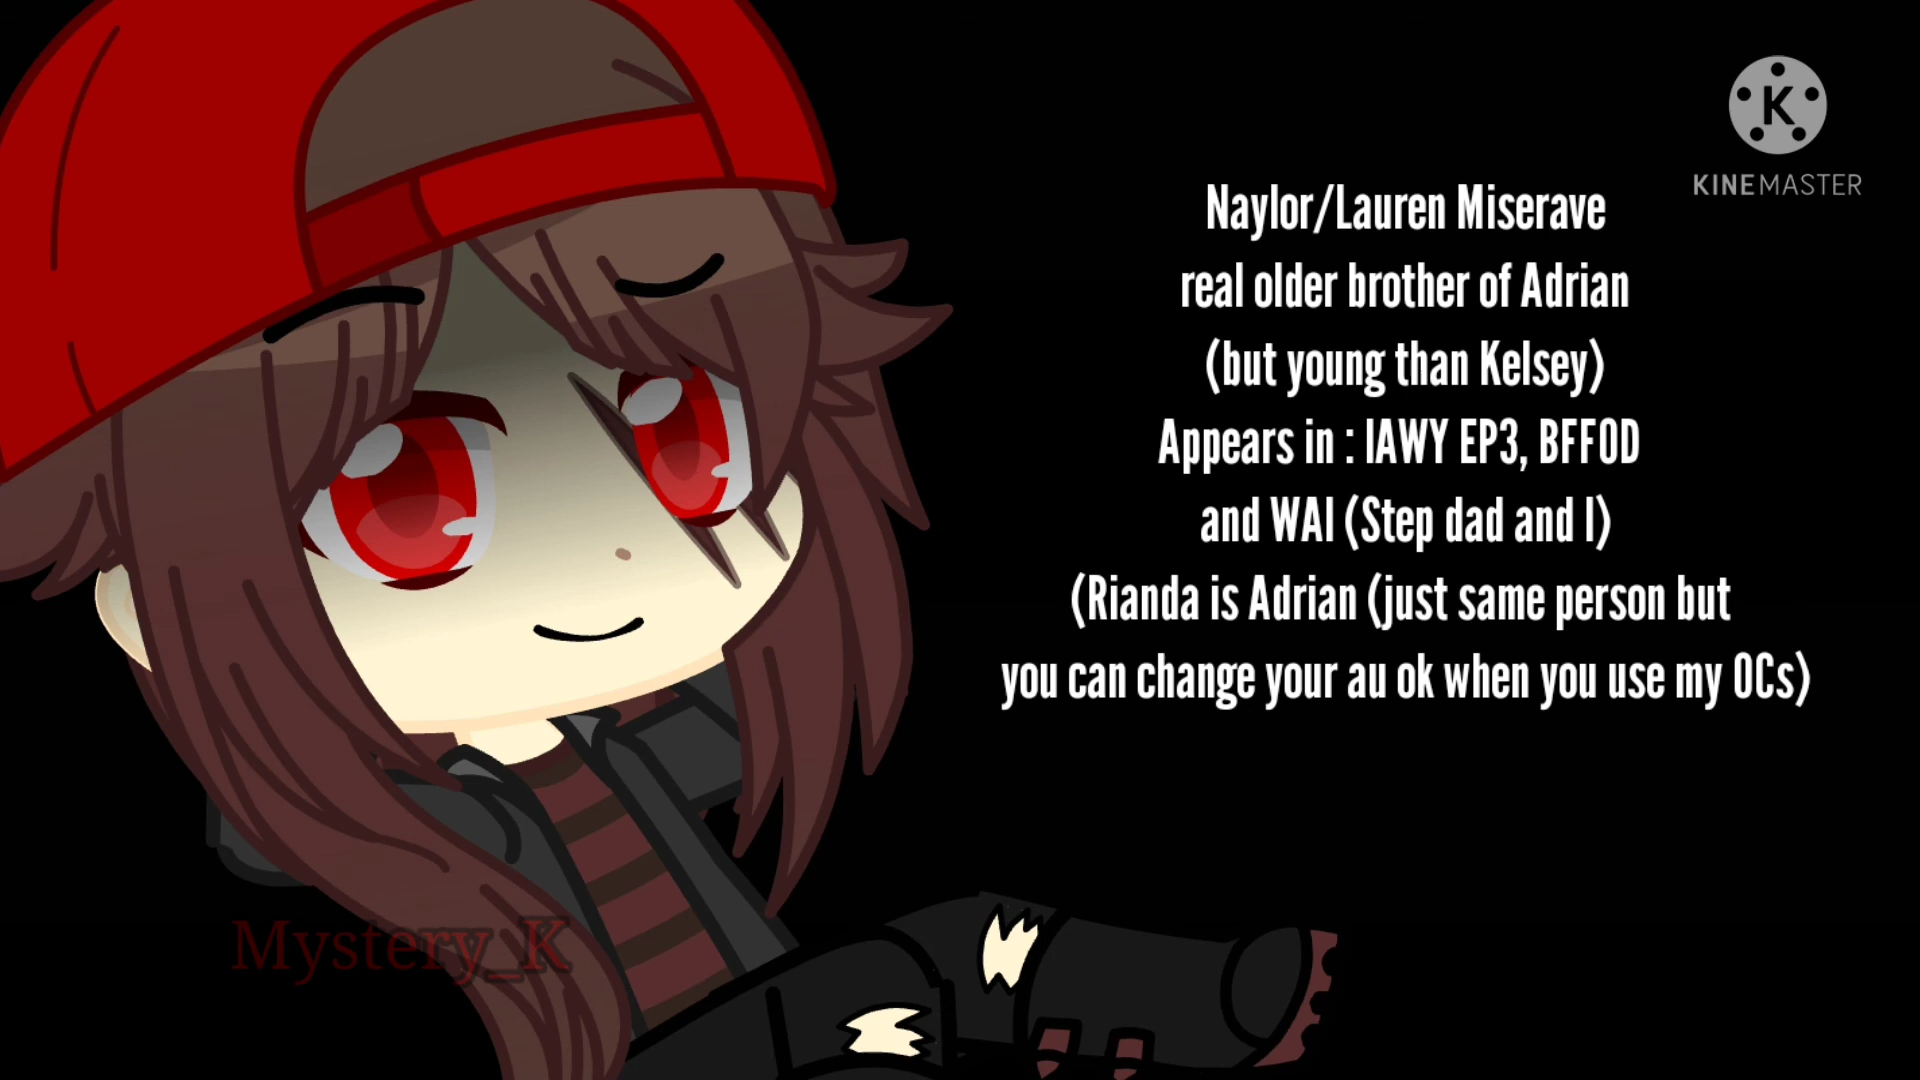 K
KINEMASTER
Naylor/Lauren Miserave
real older brother of Adrian
(but young than Kelsey)
Appears in : IAWY EP3, BFFOD
and WAI (Step dad and I)
(Rianda is Adrian (just same person but
you can change your au ok when you use my OCs)
Mystery_K